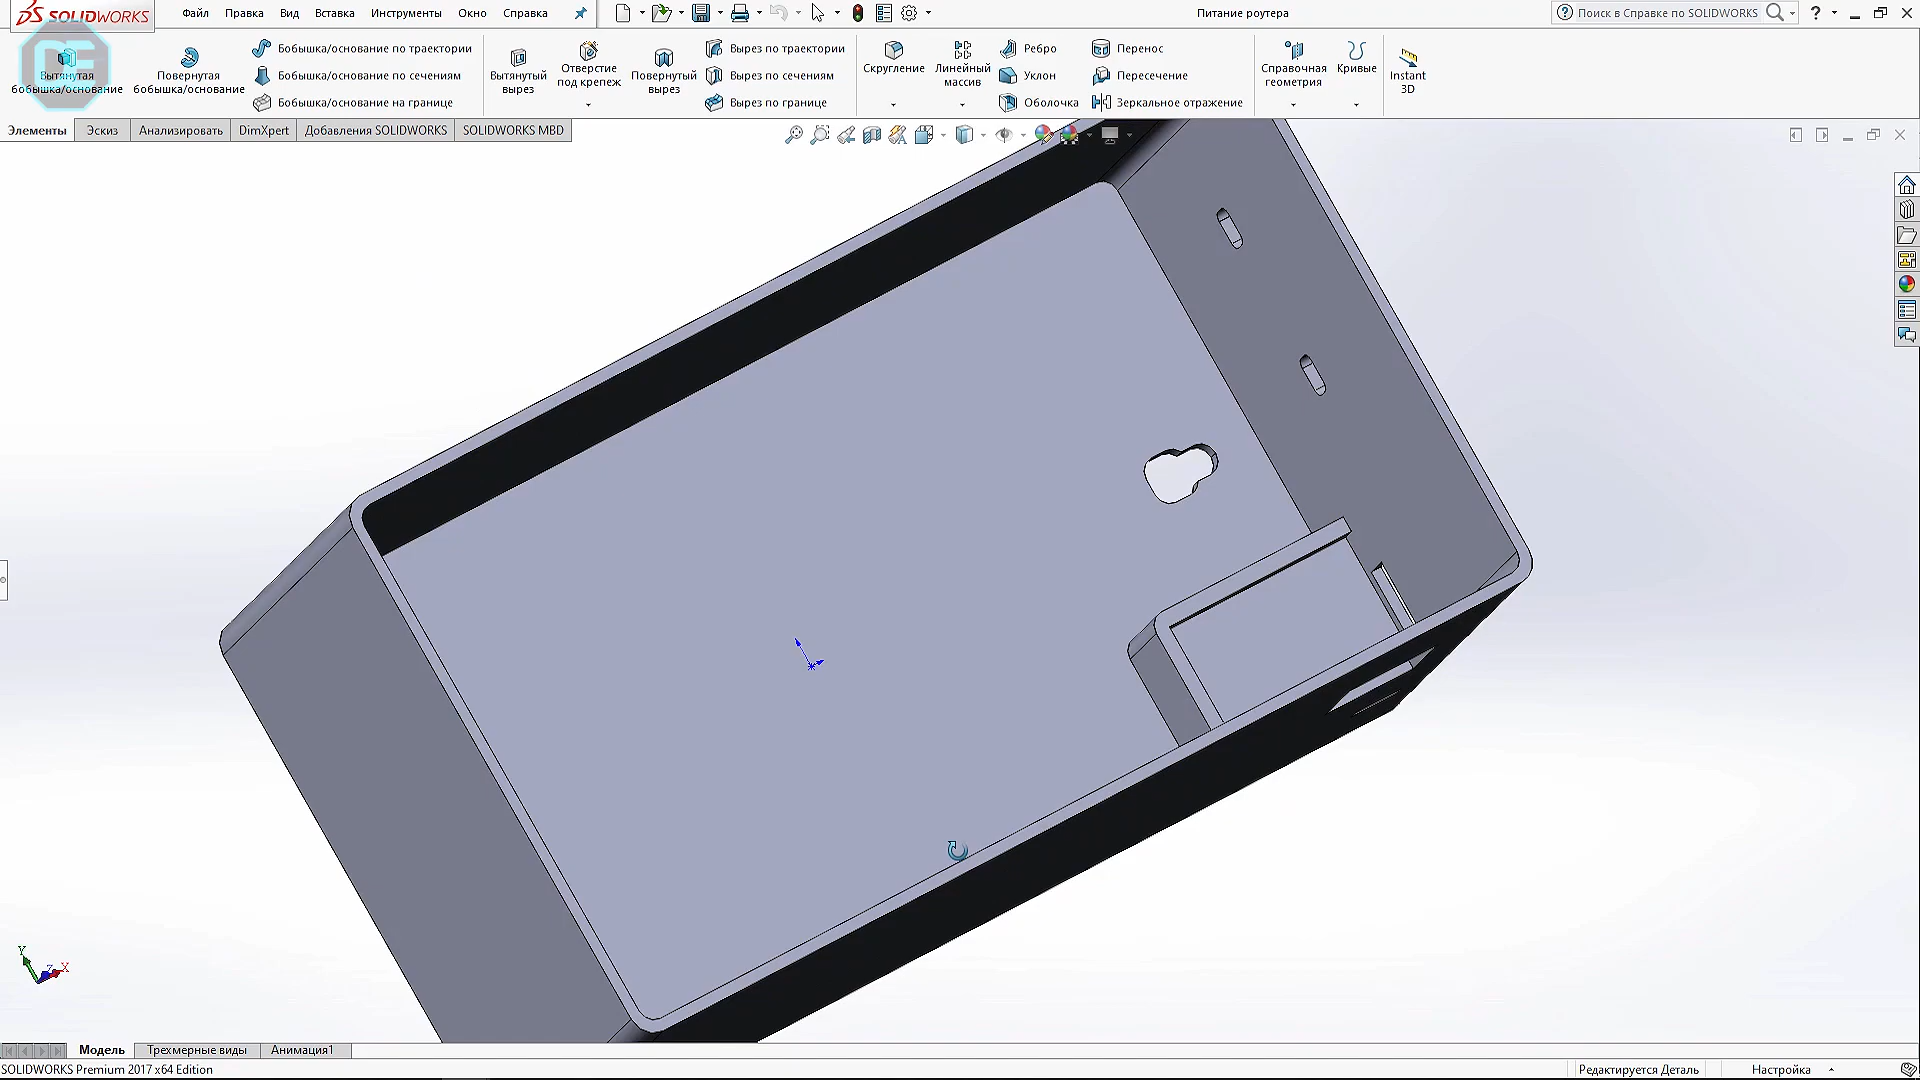 SOLIDWORKS
Файл Правка Вид Вставка Инструменты Окно Справка
Питание роутера
Поиск в Справке по SOLIDWORKS
?
Вытянутая бобышка/основание
Повернутая бобышка/основание
Бобышка/основание по траектории
Бобышка/основание по сечениям
Бобышка/основание на границе
Вытянутый вырез
Отверстие под крепеж
Повернутый вырез
Вырез по траектории
Вырез по сечениям
Вырез по границе
Скругление
Линейный массив
Ребро
Уклон
Оболочка
Перенос
Пересечение
Зеркальное отражение
Справочная геометрия
Кривые
Instant 3D
Элементы Эскиз Анализировать DimXpert Добавления SOLIDWORKS SOLIDWORKS MBD
Y
Z
X
Модель Трехмерные виды Анимация1
SOLIDWORKS Premium 2017 x64 Edition
Редактируется Деталь
Настройка